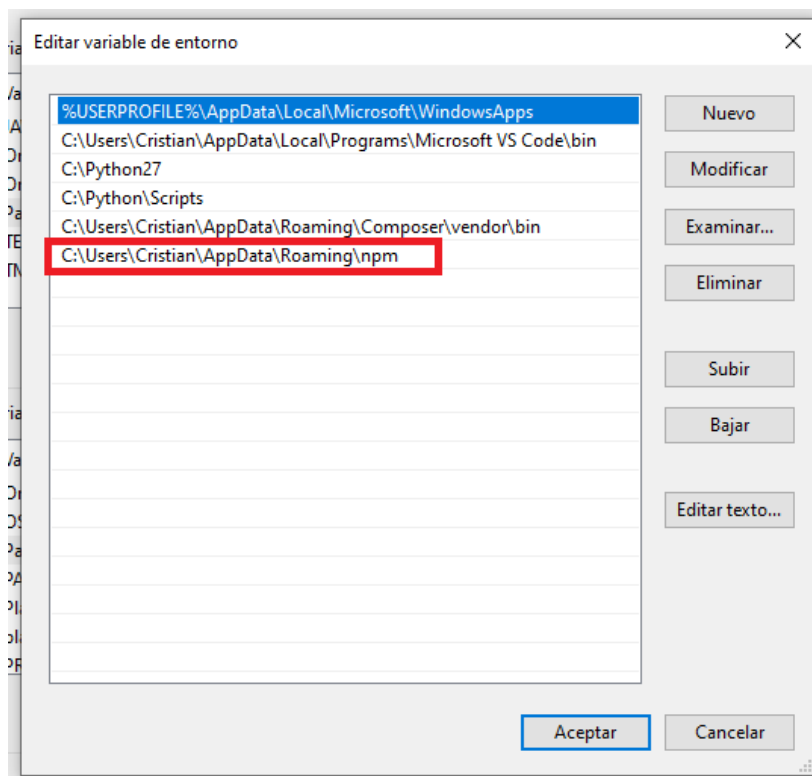 Editar variable de entorno
%USERPROFILE%\AppData\Local\Microsoft\WindowsApps
C:\Users\Cristian\AppData\Local\Programs\Microsoft VS Code\bin
C:\Python27
C:\Python\Scripts
C:\Users\Cristian\AppData\Roaming\Composer\vendor\bin
C:\Users\Cristian\AppData\Roaming\npm
Nuevo
Modificar
Examinar...
Eliminar
Subir
Bajar
Editar texto...
Aceptar
Cancelar